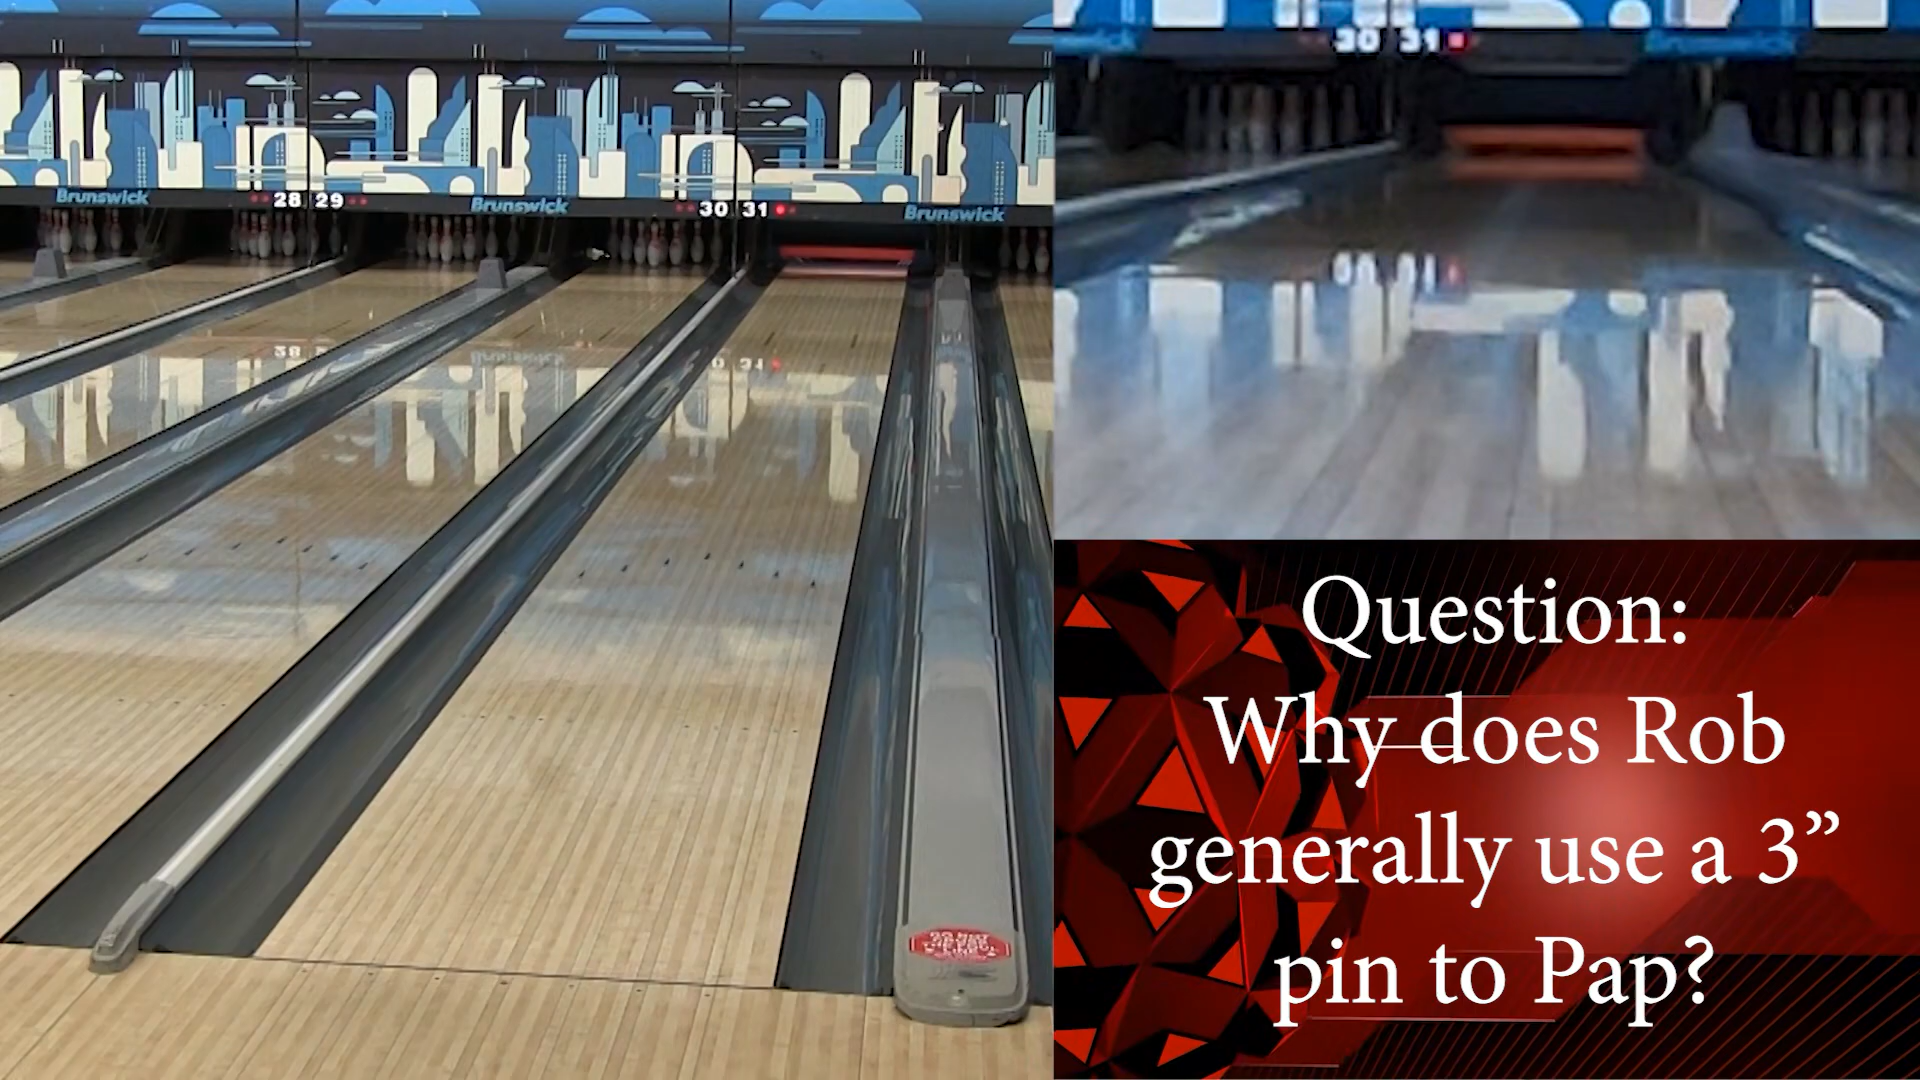 Brunswick
28 29
Brunswick
30 31
Brunswick
30 31
Question:
Why does Rob
generally use a 3”
pin to Pap?